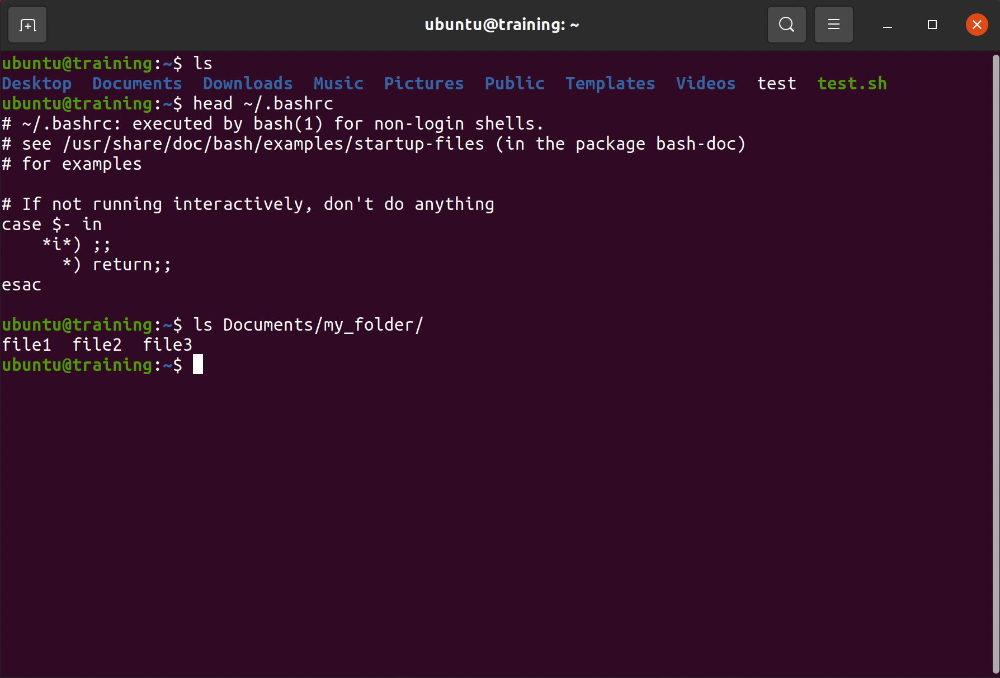 ubuntu@training: ~
ubuntu@training:~$ ls
Desktop  Documents  Downloads  Music  Pictures  Public  Templates  Videos  test  test.sh
ubuntu@training:~$ head ~/.bashrc
# ~/.bashrc: executed by bash(1) for non-login shells.
# see /usr/share/doc/bash/examples/startup-files (in the package bash-doc)
# for examples

# If not running interactively, don't do anything
case $- in
    *i*) ;;
      *) return;;
esac

ubuntu@training:~$ ls Documents/my_folder/
file1  file2  file3
ubuntu@training:~$